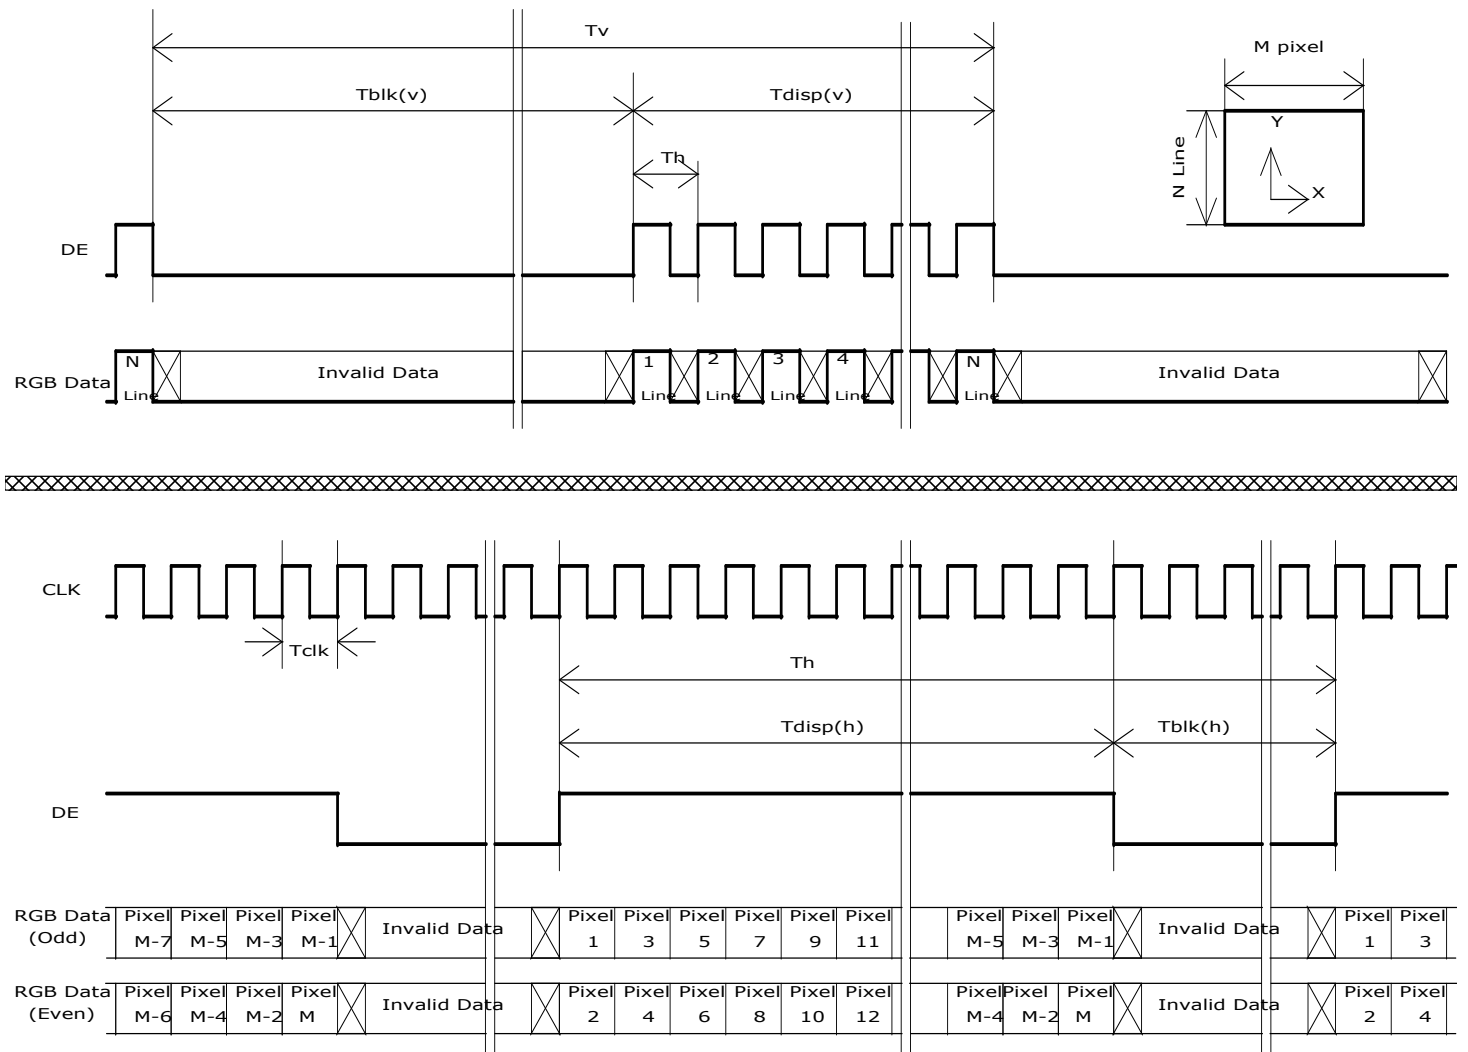 Tv
M pixel
Tblk(v)
Tdisp(v)
Y
Th
N Line
X
DE
N
1
2
3
4
N
Invalid Data
Invalid Data
RGB Data
Line
Line
Line
Line
Line
Line
CLK
Tclk
Th
Tdisp(h)
Tblk(h)
DE
RGB Data Pixel Pixel Pixel Pixel Invalid Data Pixel Pixel Pixel Pixel Pixel Pixel Pixel Pixel Pixel Invalid Data Pixel Pixel
(Odd) M-7 M-5 M-3 M-1 1 3 5 7 9 11 M-5 M-3 M-1 1 3
RGB Data Pixel Pixel Pixel Pixel Invalid Data Pixel Pixel Pixel Pixel Pixel Pixel Pixel Pixel Pixel Invalid Data Pixel Pixel
(Even) M-6 M-4 M-2 M 2 4 6 8 10 12 M-4 M-2 M 2 4